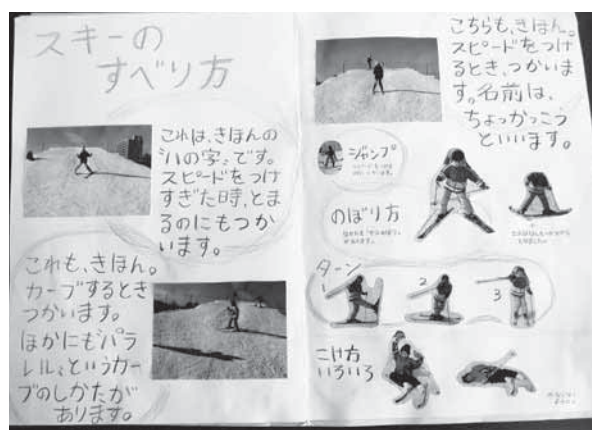 スキーの
すべり方
これは、きほんの
「ハの字」です。
スピードをつけ
すぎた時、とま
るのにもつか
います。
これも、きほん。
カーブするとき
つかいます。
ほかにも「パラ
レル」というカー
ブのしかたが
あります。
こちらも、きほん。
スピードをつけ
るとき、つかいま
す。名前は、
ちょっかっこう
といいます。
ジャンプ
のぼり方
ターン
1
2
3
こけ方
いろいろ